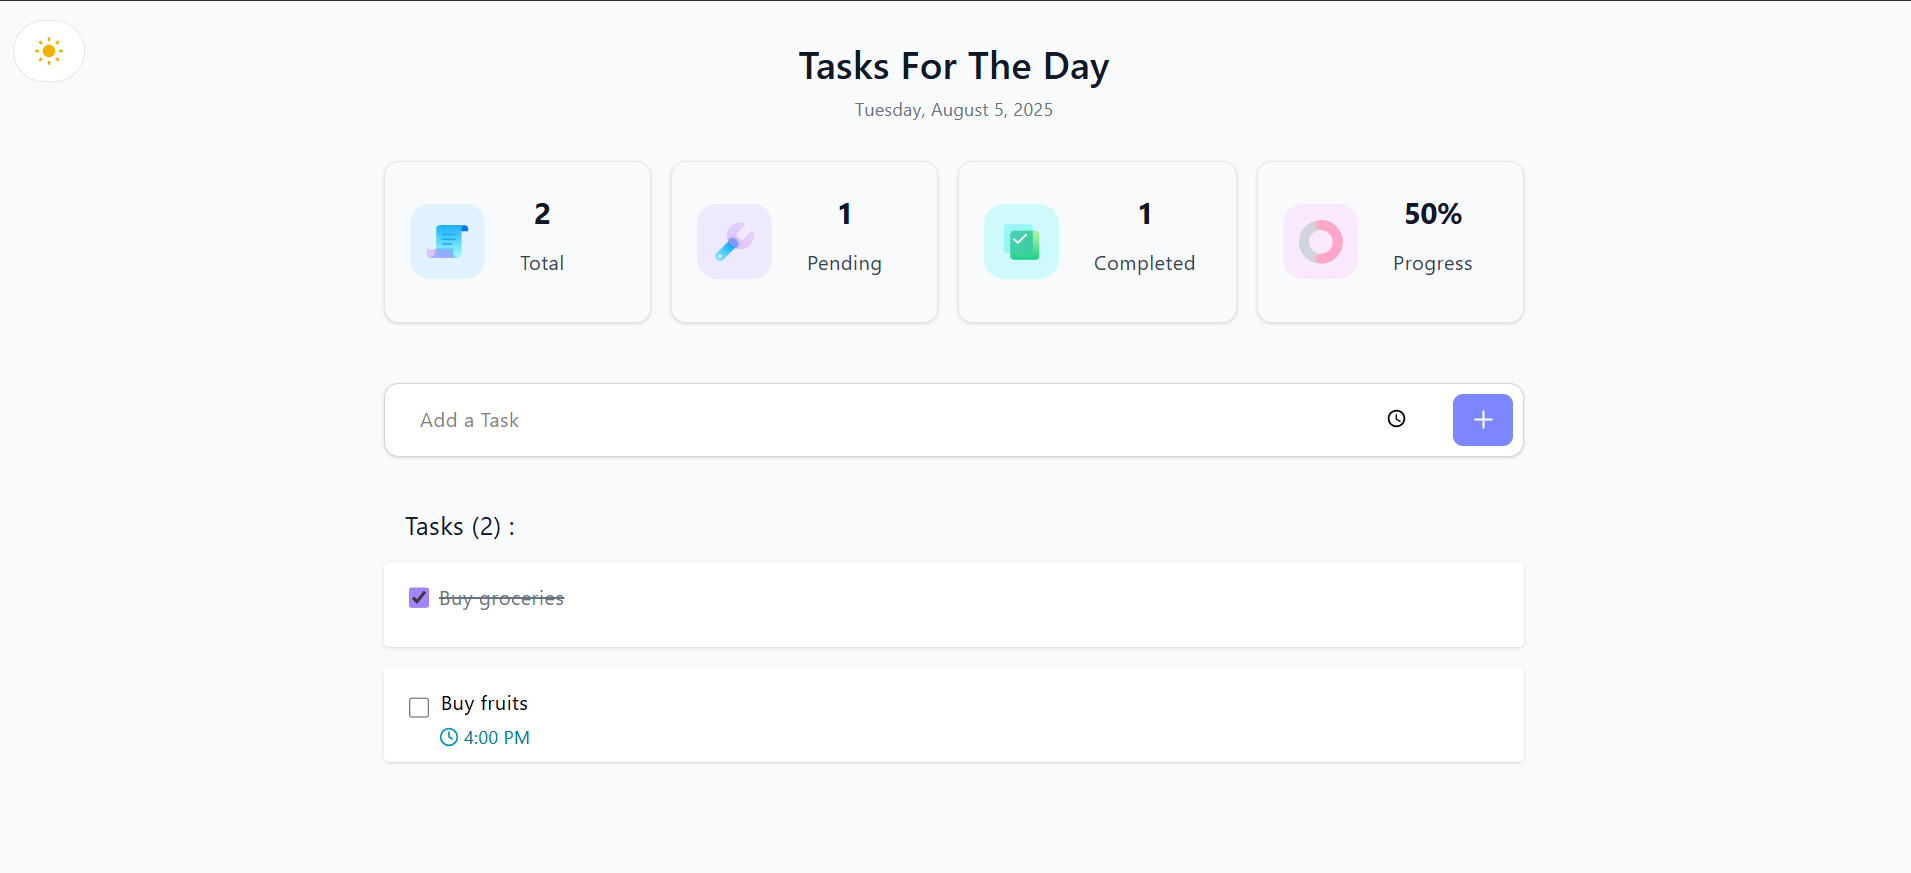 Tasks For The Day
Tuesday, August 5, 2025
2
Total
1
Pending
1
Completed
50%
Progress
Add a Task
Tasks (2) :
Buy groceries
Buy fruits
4:00 PM